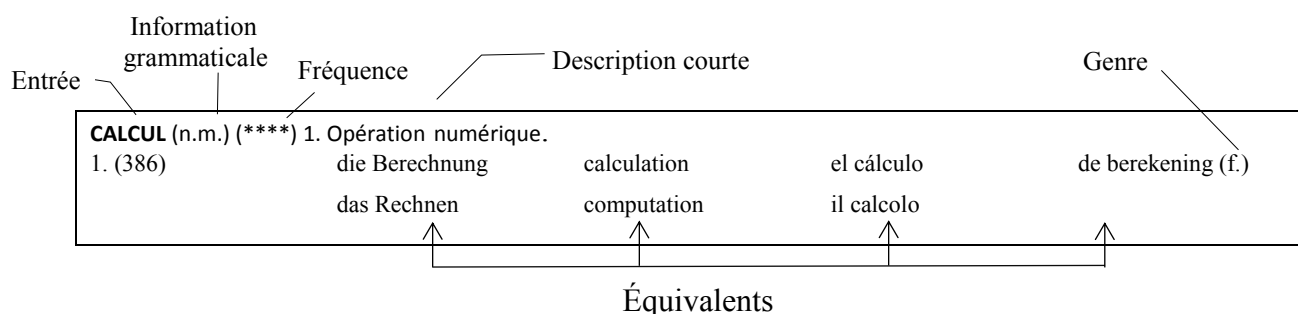 Information
grammaticale
Entrée
Fréquence
Description courte
Genre
CALCUL (n.m.) (****) 1. Opération numérique.
1. (386) die Berechnung calculation el cálculo de berekening (f.)
das Rechnen computation il calcolo
Équivalents